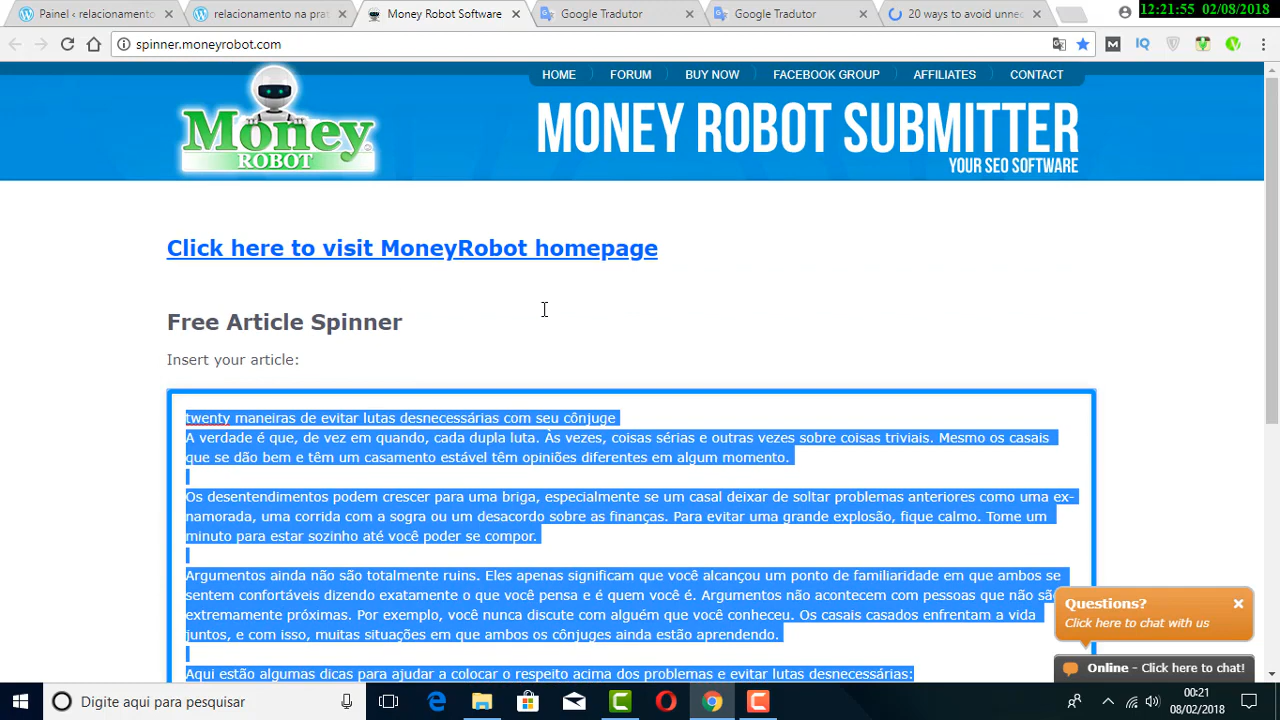 Painel ‹ relacionamento
relacionamento na prat
Money Robot Software
Google Tradutor
Google Tradutor
20 ways to avoid unnec
12:21:55 02/08/2018
spinner.moneyrobot.com
HOME
FORUM
BUY NOW
FACEBOOK GROUP
AFFILIATES
CONTACT
Money
ROBOT
MONEY ROBOT SUBMITTER
YOUR SEO SOFTWARE
Click here to visit MoneyRobot homepage
Free Article Spinner
Insert your article:
twenty maneiras de evitar lutas desnecessárias com seu cônjuge
A verdade é que, de vez em quando, cada dupla luta. Às vezes, coisas sérias e outras vezes sobre coisas triviais. Mesmo os casais
que se dão bem e têm um casamento estável têm opiniões diferentes em algum momento.
Os desentendimentos podem crescer para uma briga, especialmente se um casal deixar de soltar problemas anteriores como uma ex-
namorada, uma corrida com a sogra ou um desacordo sobre as finanças. Para evitar uma grande explosão, fique calmo. Tome um
minuto para estar sozinho até você poder se compor.
Argumentos ainda não são totalmente ruins. Eles apenas significam que você alcançou um ponto de familiaridade em que ambos se
sentem confortáveis dizendo exatamente o que você pensa e é quem você é. Argumentos não acontecem com pessoas que não são
extremamente próximas. Por exemplo, você nunca discute com alguém que você conheceu. Os casais casados enfrentam a vida
juntos, e com isso, muitas situações em que ambos os cônjuges ainda estão aprendendo.
Aqui estão algumas dicas para ajudar a colocar o respeito acima dos problemas e evitar lutas desnecessárias:
Questions?
Click here to chat with us
Online - Click here to chat!
Digite aqui para pesquisar
00:21
08/02/2018